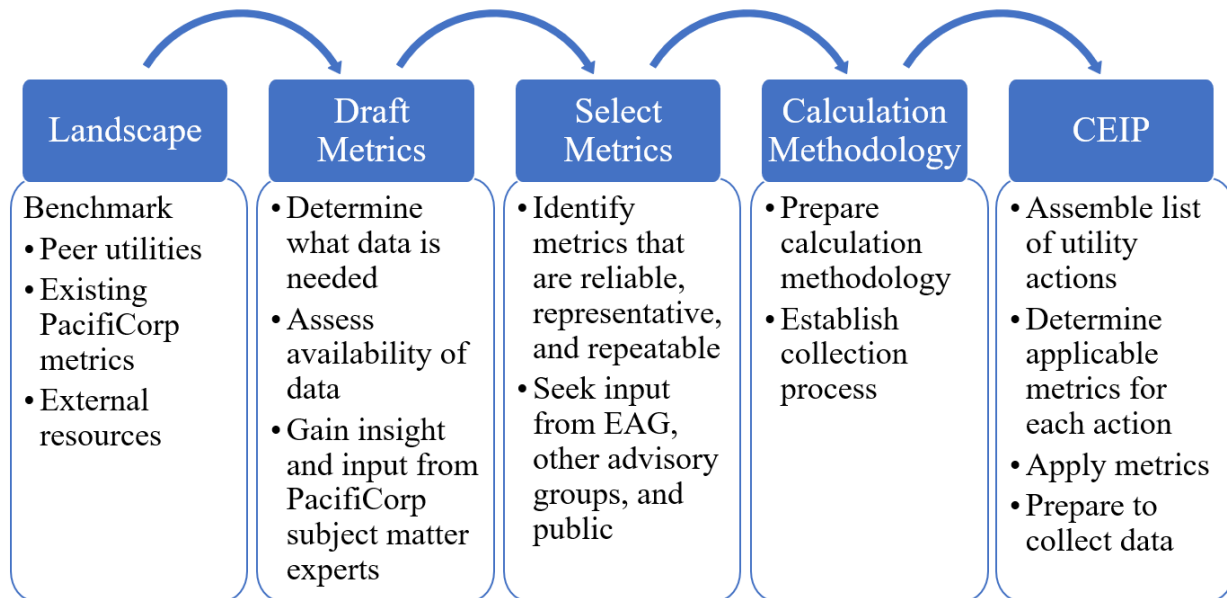 Landscape
Benchmark
• Peer utilities
• Existing
PacifiCorp
metrics
• External
resources
Draft
Metrics
• Determine
what data is
needed
• Assess
availability of
data
• Gain insight
and input from
PacifiCorp
subject matter
experts
Select
Metrics
• Identify
metrics that
are reliable,
representative,
and repeatable
• Seek input
from EAG,
other advisory
groups, and
public
Calculation
Methodology
• Prepare
calculation
methodology
• Establish
collection
process
CEIP
• Assemble list
of utility
actions
• Determine
applicable
metrics for
each action
• Apply metrics
• Prepare to
collect data